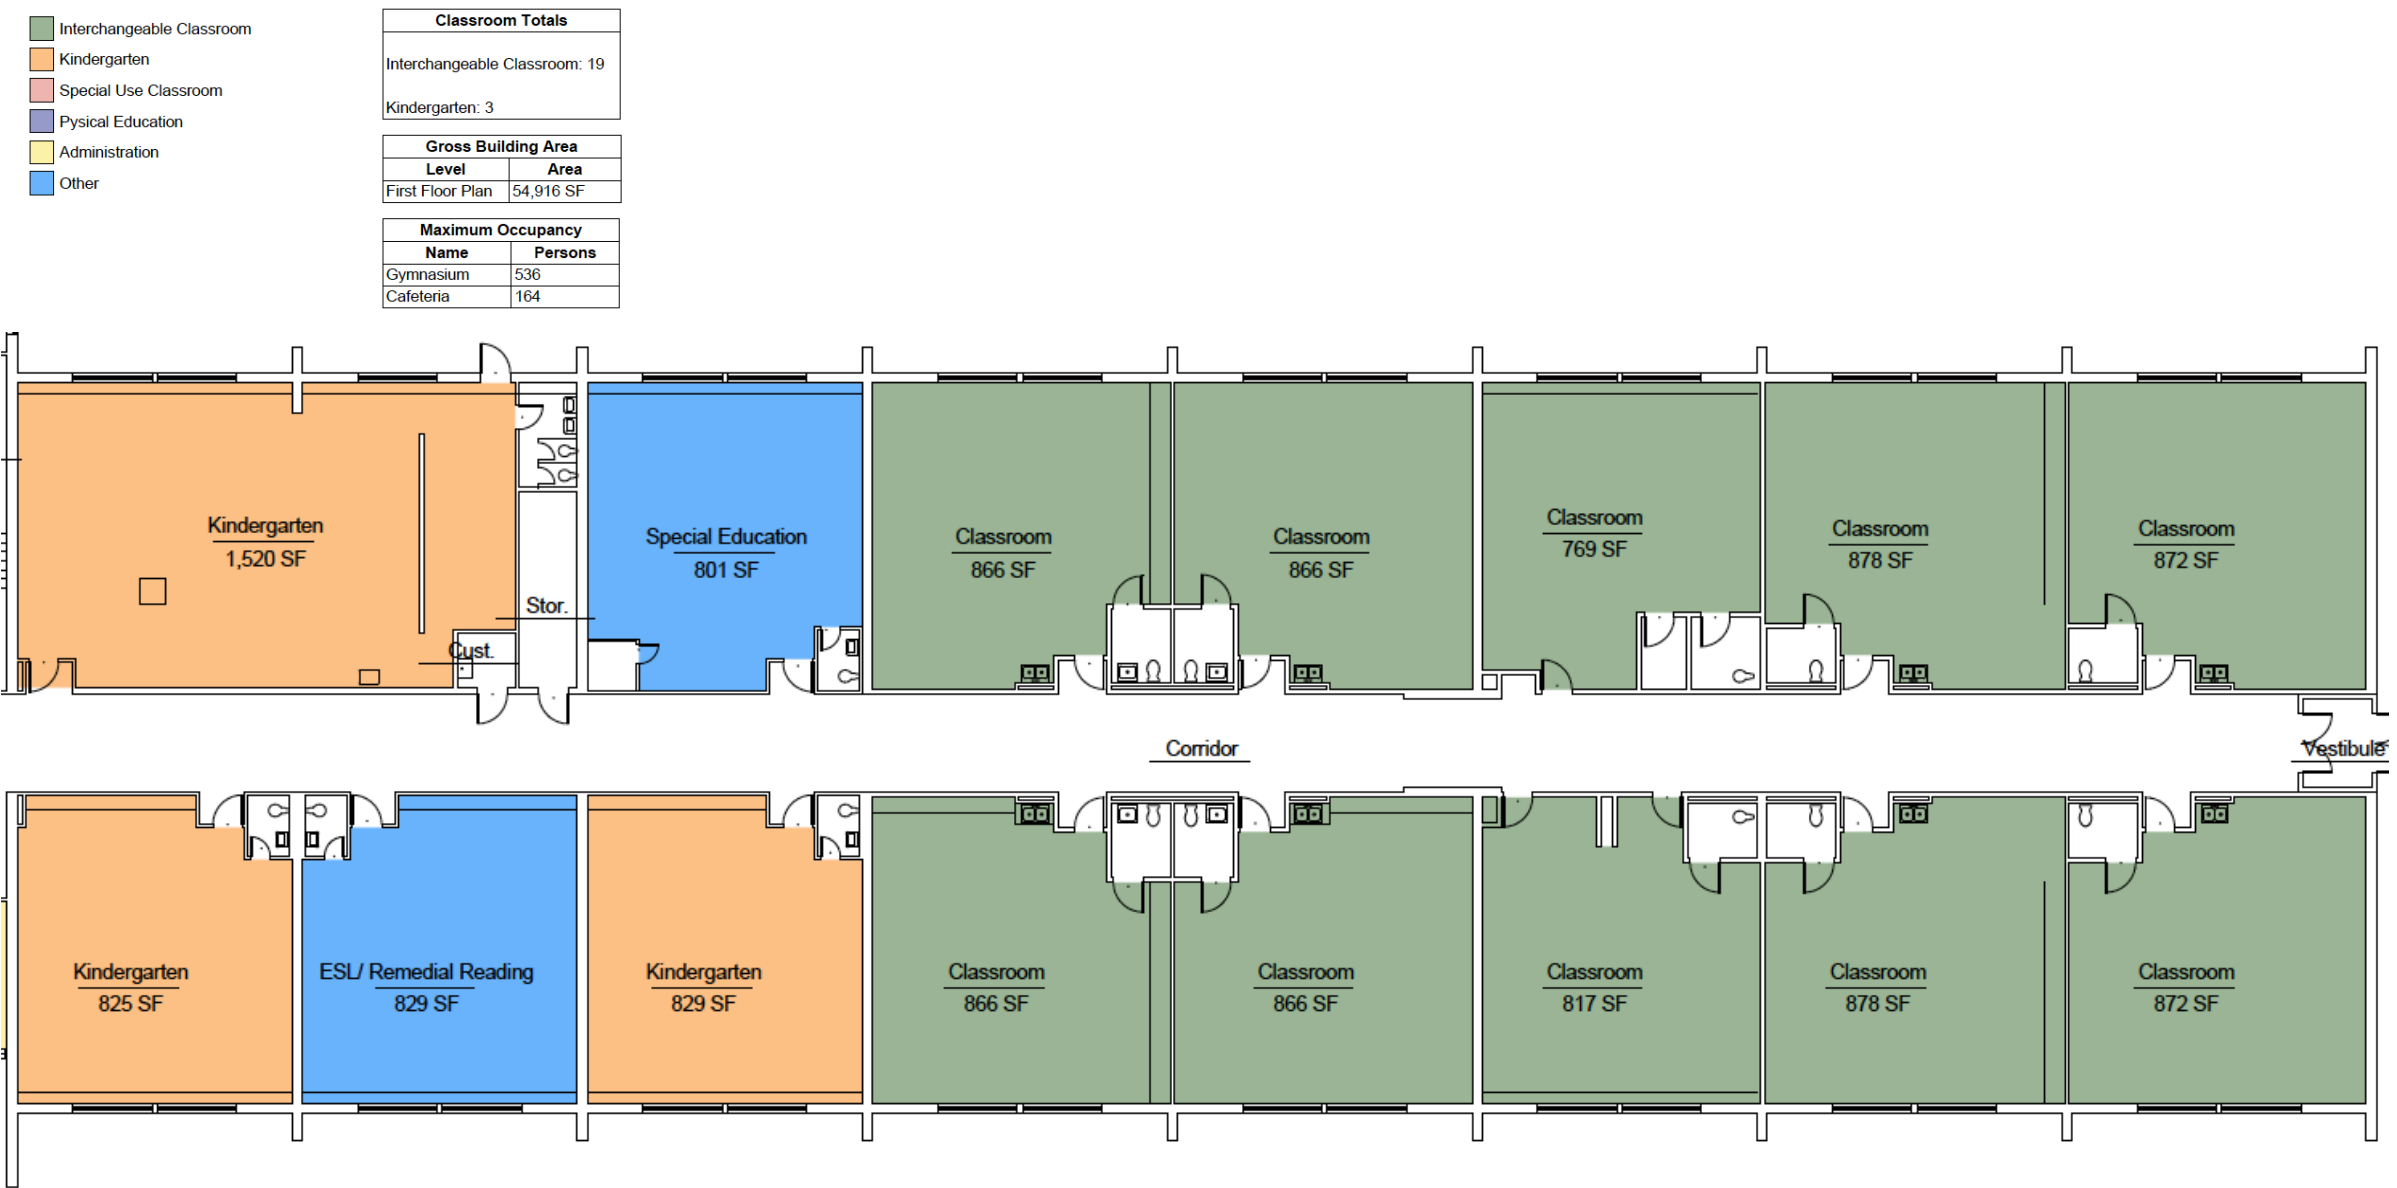 Interchangeable Classroom
Kindergarten
Special Use Classroom
Pysical Education
Administration
Other
Classroom Totals
Interchangeable Classroom: 19
Kindergarten: 3
Gross Building Area
Level Area
First Floor Plan 54,916 SF
Maximum Occupancy
Name Persons
Gymnasium 536
Cafeteria 164
Kindergarten
1,520 SF
Stor.
Cust.
Special Education
801 SF
Classroom
866 SF
Classroom
866 SF
Classroom
769 SF
Classroom
878 SF
Classroom
872 SF
Corridor
Vestibule
Kindergarten
825 SF
ESL/ Remedial Reading
829 SF
Kindergarten
829 SF
Classroom
866 SF
Classroom
866 SF
Classroom
817 SF
Classroom
878 SF
Classroom
872 SF